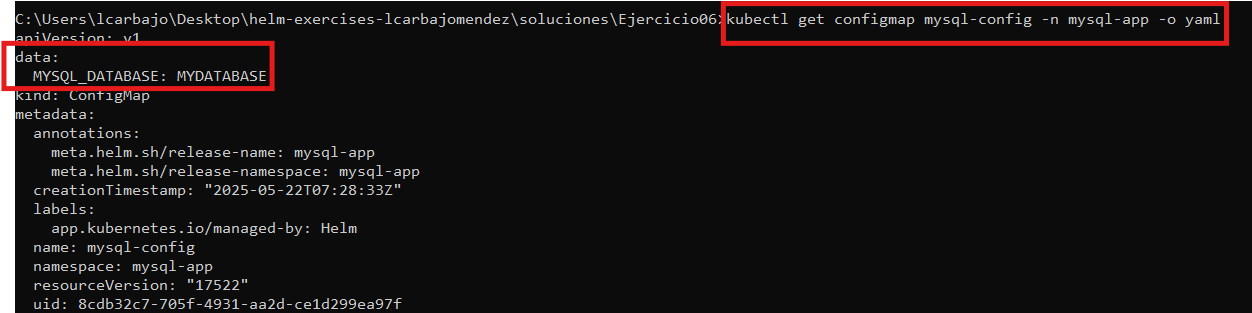 C:\Users\lcarbajo\Desktop\helm-exercises-lcarbajomendez\soluciones\Ejercicio06>kubectl get configmap mysql-config -n mysql-app -o yaml
apiVersion: v1
data:
  MYSQL_DATABASE: MYDATABASE
kind: ConfigMap
metadata:
  annotations:
    meta.helm.sh/release-name: mysql-app
    meta.helm.sh/release-namespace: mysql-app
  creationTimestamp: "2025-05-22T07:28:33Z"
  labels:
    app.kubernetes.io/managed-by: Helm
  name: mysql-config
  namespace: mysql-app
  resourceVersion: "17522"
  uid: 8cdb32c7-705f-4931-aa2d-ce1d299ea97f